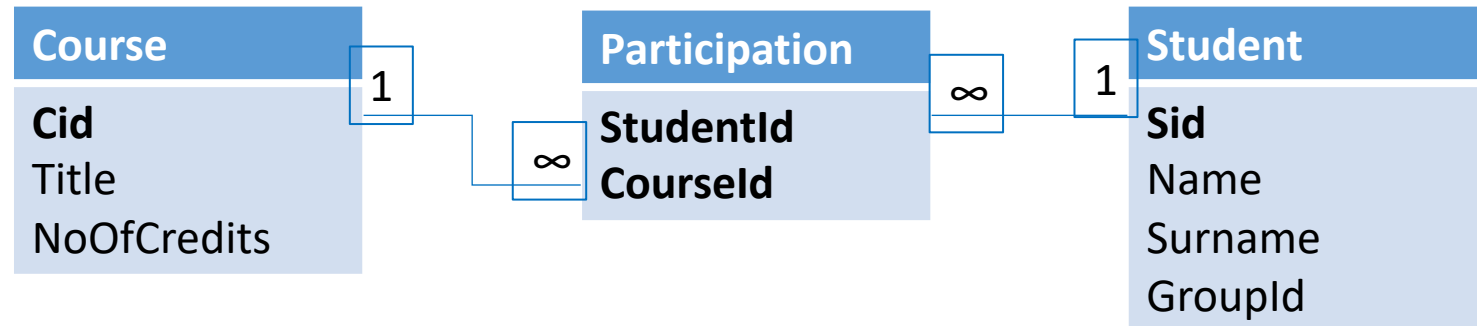 Course
Cid
Title
NoOfCredits
1
∞
Participation
StudentId
CourseId
∞
1
Student
Sid
Name
Surname
GroupId